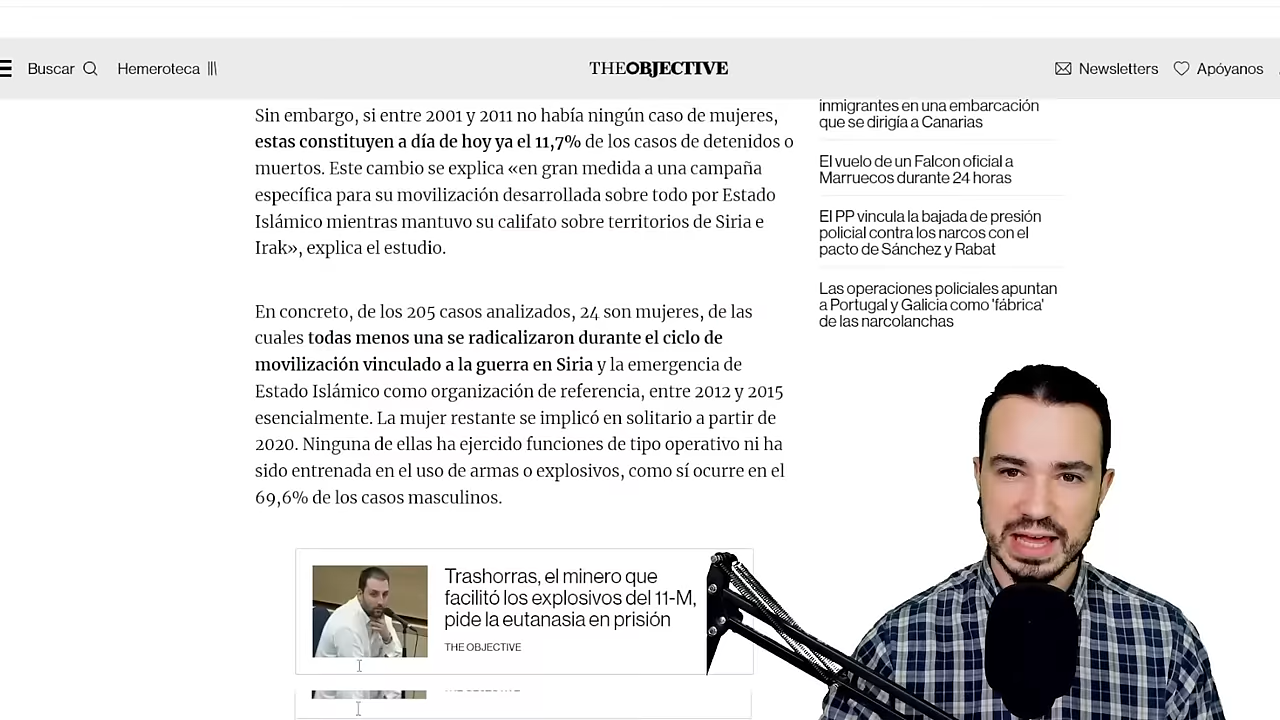 Buscar
Hemeroteca
THEOBJECTIVE
Newsletters
Apóyanos
Sin embargo, si entre 2001 y 2011 no había ningún caso de mujeres,
estas constituyen a día de hoy ya el 11,7% de los casos de detenidos o
muertos. Este cambio se explica «en gran medida a una campaña
específica para su movilización desarrollada sobre todo por Estado
Islámico mientras mantuvo su califato sobre territorios de Siria e
Irak», explica el estudio.
En concreto, de los 205 casos analizados, 24 son mujeres, de las
cuales todas menos una se radicalizaron durante el ciclo de
movilización vinculado a la guerra en Siria y la emergencia de
Estado Islámico como organización de referencia, entre 2012 y 2015
esencialmente. La mujer restante se implicó en solitario a partir de
2020. Ninguna de ellas ha ejercido funciones de tipo operativo ni ha
sido entrenada en el uso de armas o explosivos, como sí ocurre en el
69,6% de los casos masculinos.
Trashorras, el minero que
facilitó los explosivos del 11-M,
pide la eutanasia en prisión
THE OBJECTIVE
inmigrantes en una embarcación
que se dirigía a Canarias
El vuelo de un Falcon oficial a
Marruecos durante 24 horas
El PP vincula la bajada de presión
policial contra los narcos con el
pacto de Sánchez y Rabat
Las operaciones policiales apuntan
a Portugal y Galicia como 'fábrica'
de las narcolanchas